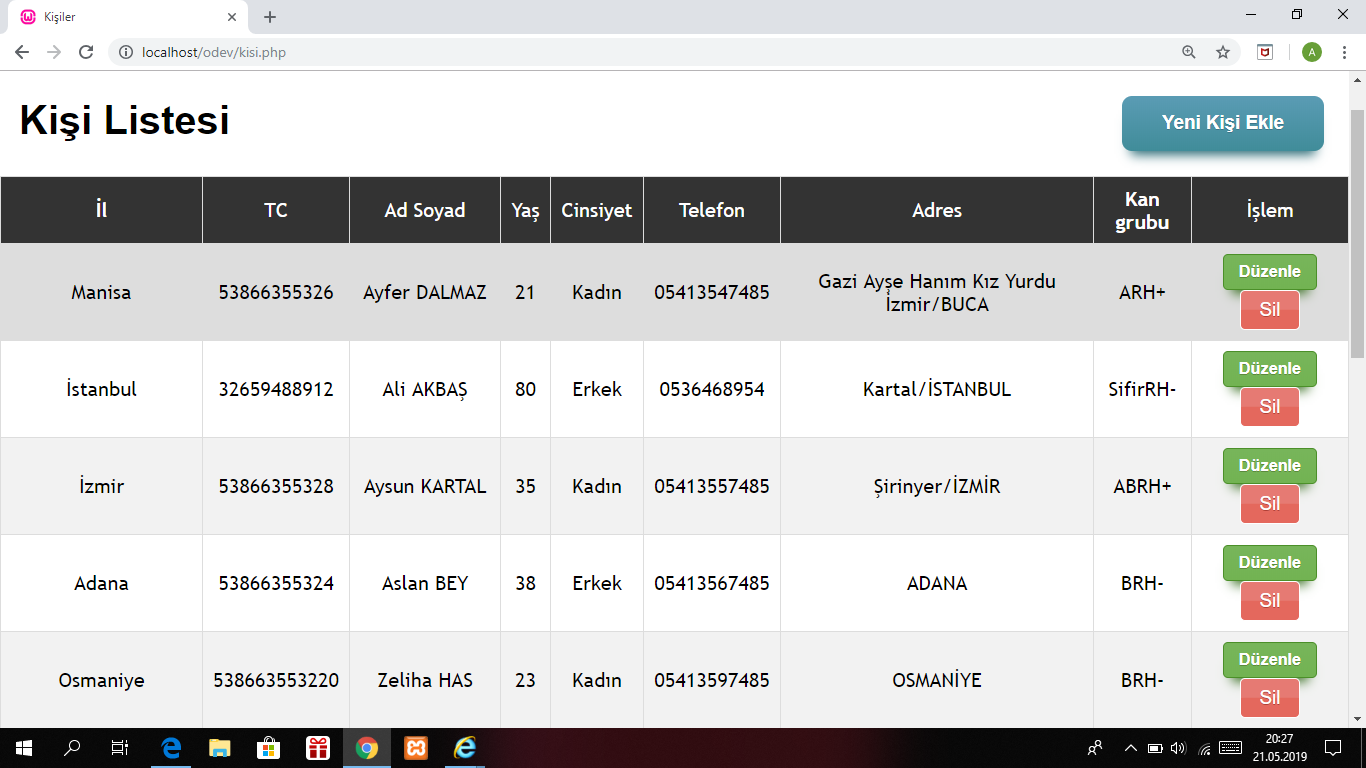 Kişiler
localhost/odev/kisi.php
A
Kişi Listesi
Yeni Kişi Ekle
İl TC Ad Soyad Yaş Cinsiyet Telefon Adres Kan grubu İşlem
Manisa 53866355326 Ayfer DALMAZ 21 Kadın 05413547485 Gazi Ayşe Hanım Kız Yurdu İzmir/BUCA ARH+ Düzenle
Sil
İstanbul 32659488912 Ali AKBAŞ 80 Erkek 0536468954 Kartal/İSTANBUL SifirRH- Düzenle
Sil
İzmir 53866355328 Aysun KARTAL 35 Kadın 05413557485 Şirinyer/İZMİR ABRH+ Düzenle
Sil
Adana 53866355324 Aslan BEY 38 Erkek 05413567485 ADANA BRH- Düzenle
Sil
Osmaniye 538663553220 Zeliha HAS 23 Kadın 05413597485 OSMANİYE BRH- Düzenle
Sil
20:27
21.05.2019